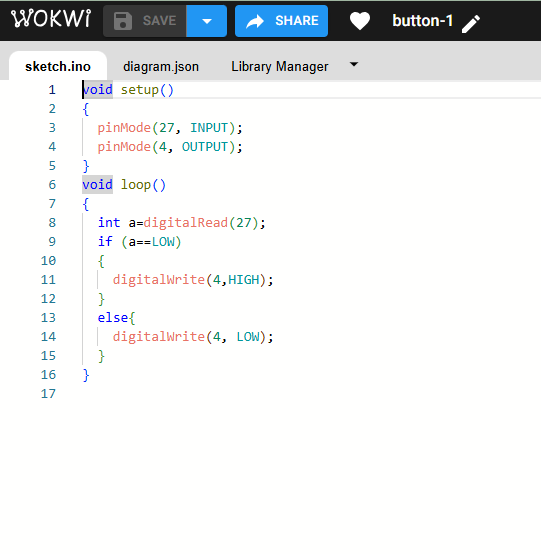 WOKWi SAVE SHARE button-1
sketch.ino diagram.json Library Manager
1 void setup()
2 {
3 pinMode(27, INPUT);
4 pinMode(4, OUTPUT);
5 }
6 void loop()
7 {
8 int a=digitalRead(27);
9 if (a==LOW)
10 {
11 digitalWrite(4,HIGH);
12 }
13 else{
14 digitalWrite(4, LOW);
15 }
16 }
17